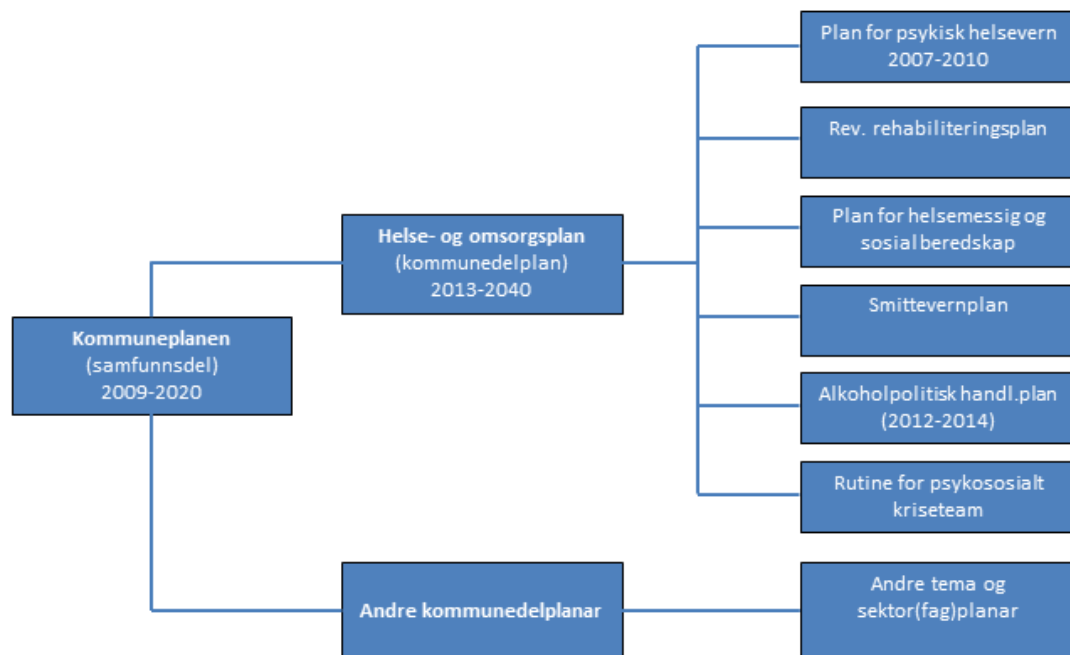 Kommuneplanen
(samfunnsdel)
2009-2020
Helse- og omsorgsplan
(kommunedelplan)
2013-2040
Plan for psykisk helsevern
2007-2010
Rev. rehabiliteringsplan
Plan for helsemessig og
sosial beredskap
Smittevernplan
Alkoholpolitisk handl.plan
(2012-2014)
Rutine for psykososialt
kriseteam
Andre kommunedelplanar
Andre tema og
sektor(fag)planar